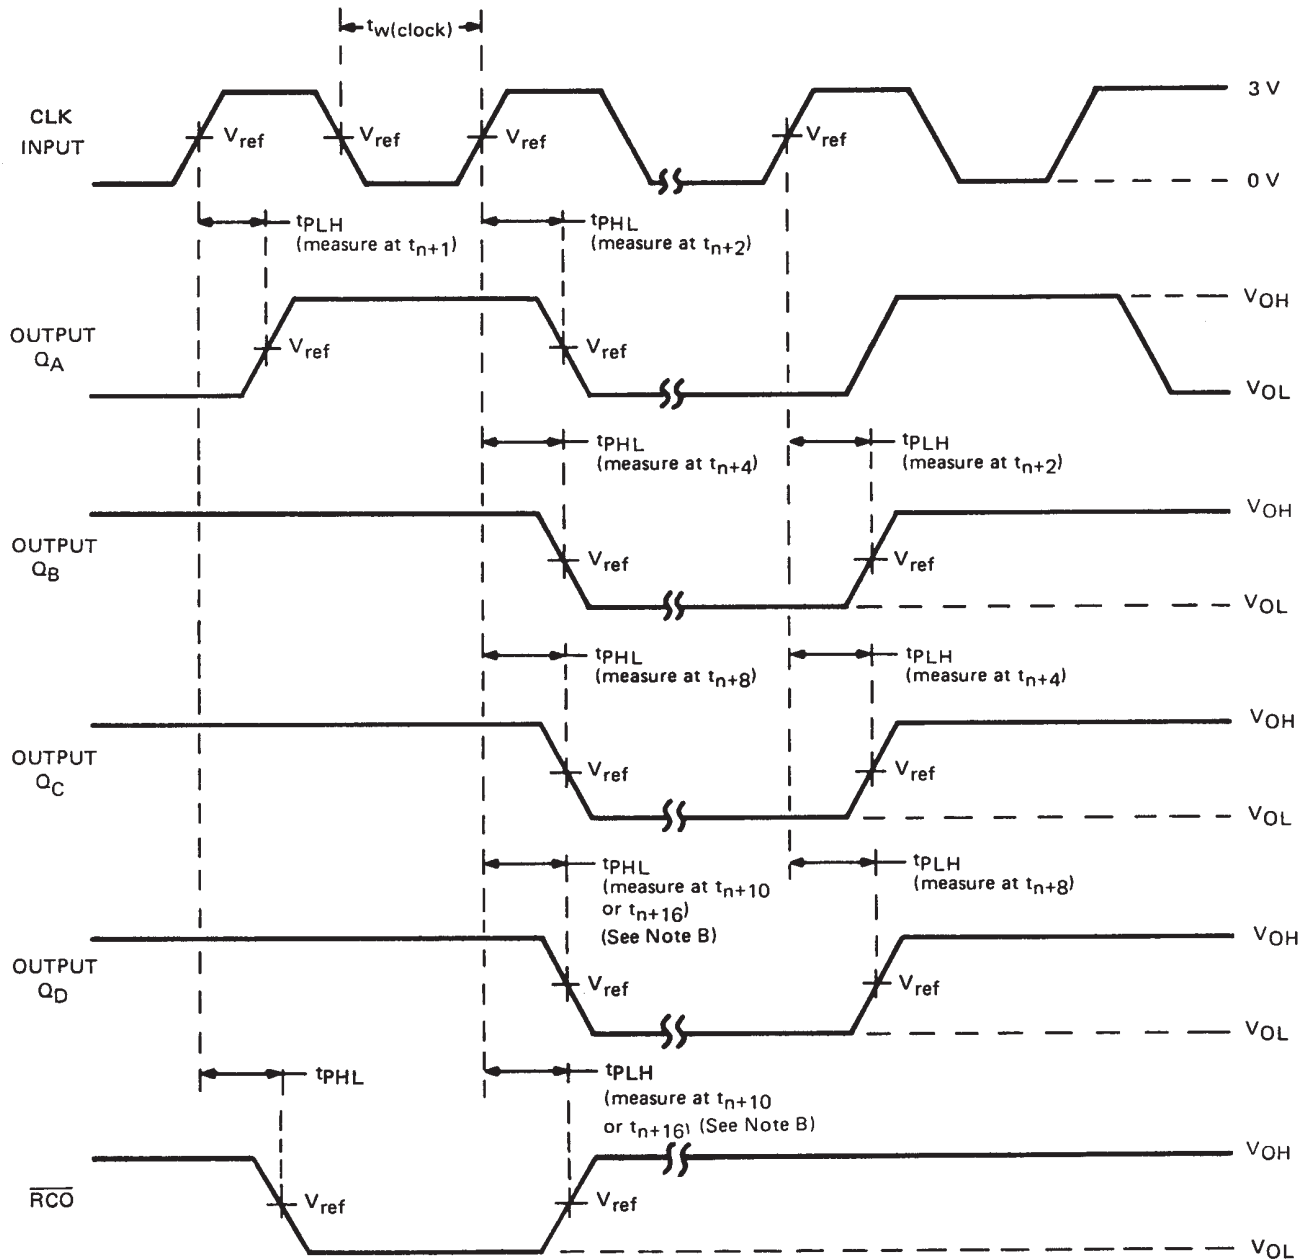 tw(clock)
CLK
INPUT
Vref
Vref
Vref
Vref
3 V
0 V
tPLH
(measure at tn+1)
tPHL
(measure at tn+2)
OUTPUT
QA
Vref
Vref
VOH
VOL
tPHL
(measure at tn+4)
tPLH
(measure at tn+2)
OUTPUT
QB
Vref
Vref
VOH
VOL
tPHL
(measure at tn+8)
tPLH
(measure at tn+4)
OUTPUT
QC
Vref
Vref
VOH
VOL
tPHL
(measure at tn+10
or tn+16)
(See Note B)
tPLH
(measure at tn+8)
OUTPUT
QD
Vref
Vref
VOH
VOL
tPHL
tPLH
(measure at tn+10
or tn+16) (See Note B)
RCO
Vref
Vref
VOH
VOL